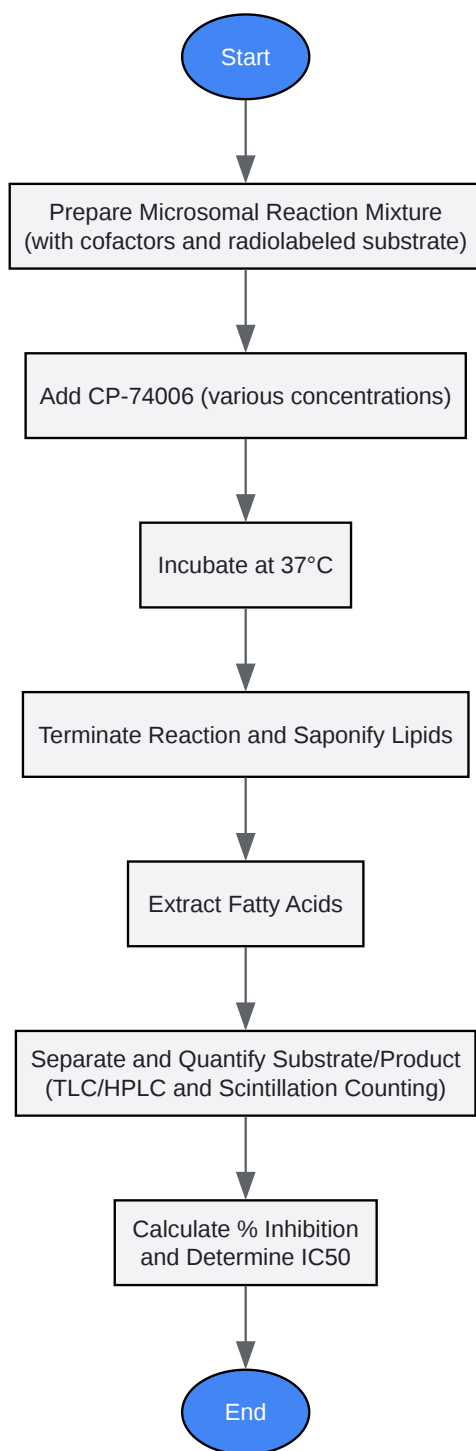 Start
Prepare Microsomal Reaction Mixture
(with cofactors and radiolabeled substrate)
Add CP-74006 (various concentrations)
Incubate at 37°C
Terminate Reaction and Saponify Lipids
Extract Fatty Acids
Separate and Quantify Substrate/Product
(TLC/HPLC and Scintillation Counting)
Calculate % Inhibition
and Determine IC50
End